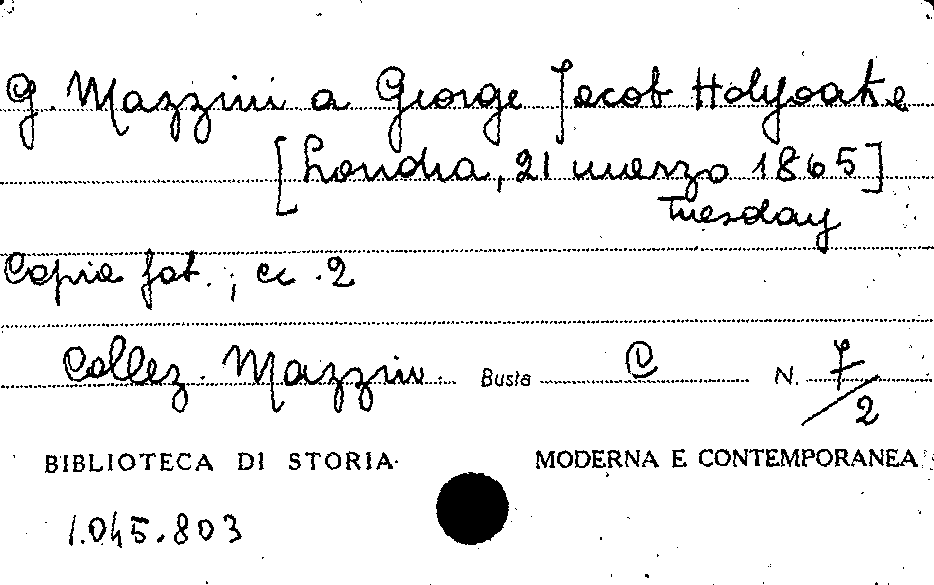 G. Mazzini a George Jacob Holyoake
[Londra, 21 marzo 1865]
Tuesday
Copia fot.; cc. 2
Collez. Mazzini. Busta C N. 7/2
BIBLIOTECA DI STORIA MODERNA E CONTEMPORANEA
1.045.803